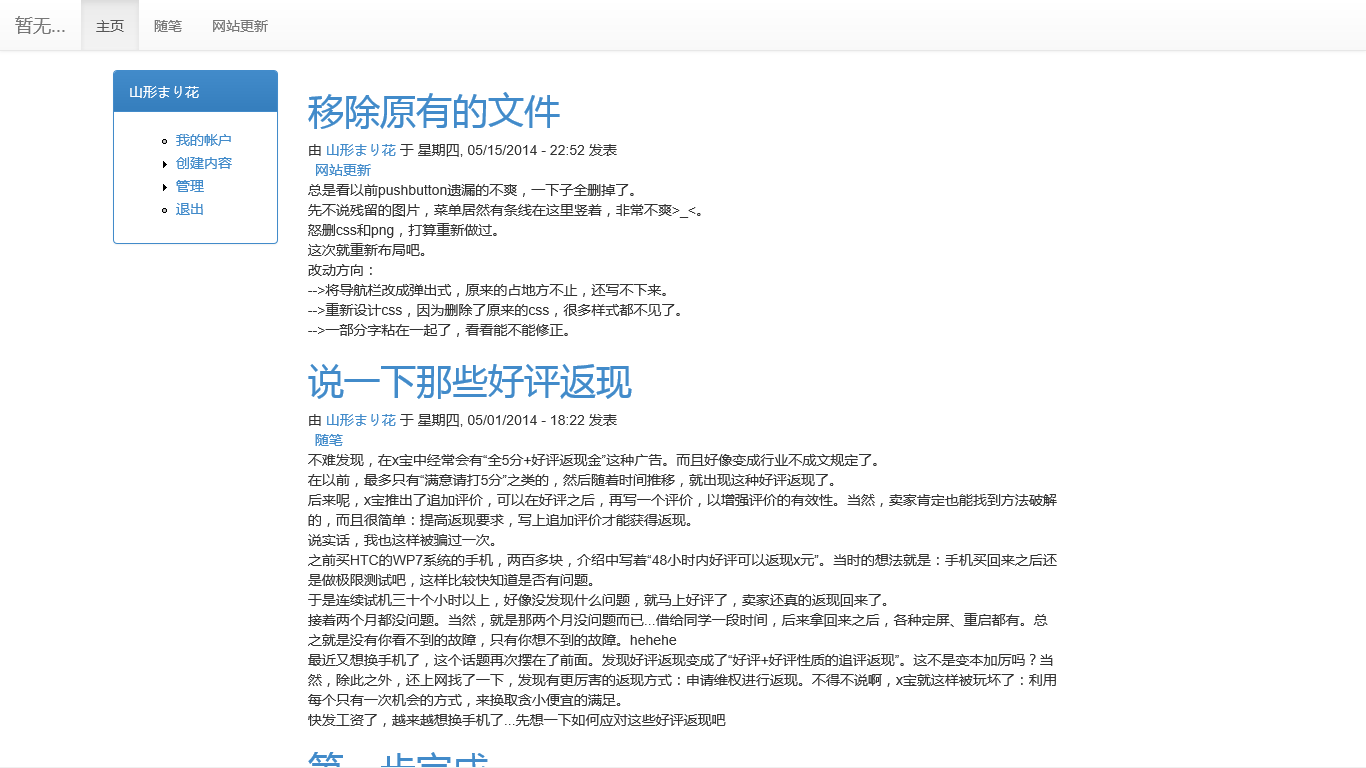 暂无...
主页
随笔
网站更新
山形まり花
我的帐户
创建内容
管理
退出
移除原有的文件
由 山形まり花 于 星期四, 05/15/2014 - 22:52 发表
网站更新
总是看以前pushbutton遗漏的不爽，一下子全删掉了。
先不说残留的图片，菜单居然有条线在这里竖着，非常不爽>_<。
怒删css和png，打算重新做过。
这次就重新布局吧。
改动方向：
-->将导航栏改成弹出式，原来的占地方不止，还写不下来。
-->重新设计css，因为删除了原来的css，很多样式都不见了。
-->一部分字粘在一起了，看看能不能修正。
说一下那些好评返现
由 山形まり花 于 星期四, 05/01/2014 - 18:22 发表
随笔
不难发现，在x宝中经常会有“全5分+好评返现金”这种广告。而且好像变成行业不成文规定了。
在以前，最多只有“满意请打5分”之类的，然后随着时间推移，就出现这种好评返现了。
后来呢，x宝推出了追加评价，可以在好评之后，再写一个评价，以增强评价的有效性。当然，卖家肯定也能找到方法破解
的，而且很简单：提高返现要求，写上追加评价才能获得返现。
说实话，我也这样被骗过一次。
之前买HTC的WP7系统的手机，两百多块，介绍中写着“48小时内好评可以返现x元”。当时的想法就是：手机买回来之后还
是做极限测试吧，这样比较快知道是否有问题。
于是连续试机三十个小时以上，好像没发现什么问题，就马上好评了，卖家还真的返现回来了。
接着两个月都没问题。当然，就是那两个月没问题而已...借给同学一段时间，后来拿回来之后，各种定屏、重启都有。总
之就是没有你看不到的故障，只有你想不到的故障。hehehe
最近又想换手机了，这个话题再次摆在了前面。发现好评返现变成了“好评+好评性质的追评返现”。这不是变本加厉吗？当
然，除此之外，还上网找了一下，发现有更厉害的返现方式：申请维权进行返现。不得不说啊，x宝就这样被玩坏了：利用
每个只有一次机会的方式，来换取贪小便宜的满足。
快发工资了，越来越想换手机了...先想一下如何应对这些好评返现吧